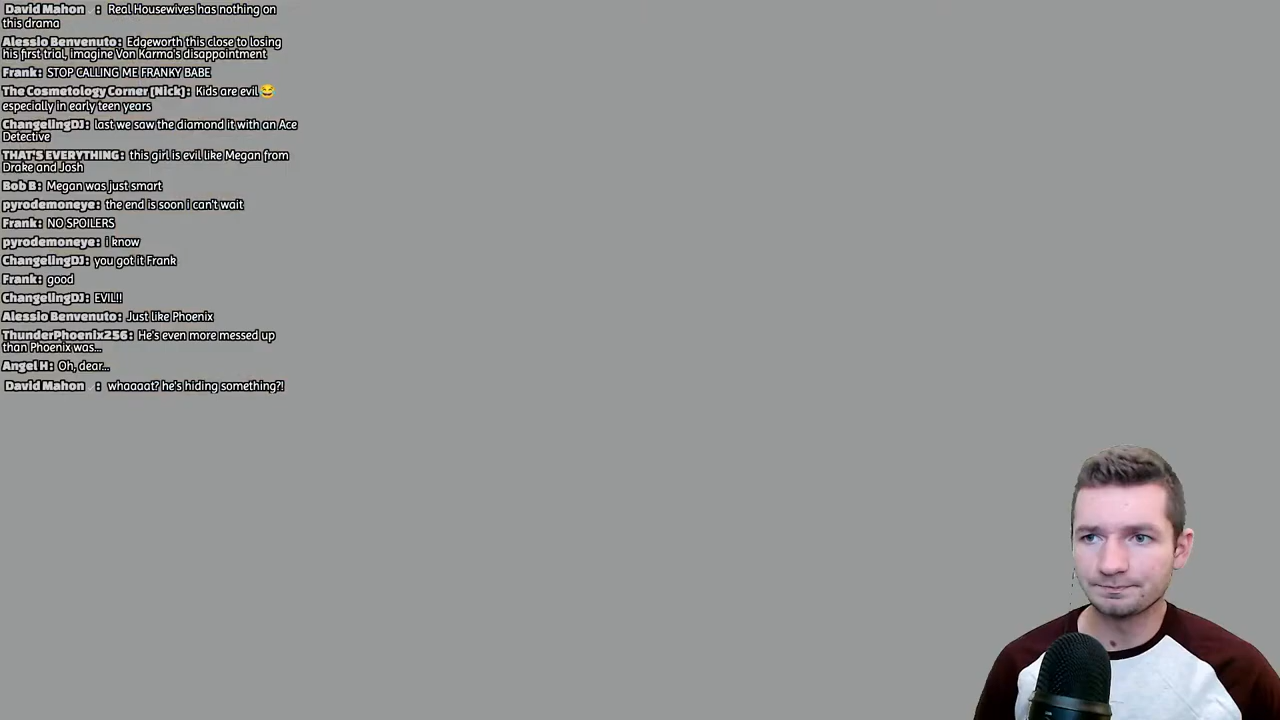 David Mahon : Real Housewives has nothing on
this drama
Alessio Benvenuto: Edgeworth this close to losing
his first trial, imagine Von Karma's disappointment
Frank: STOP CALLING ME FRANKY BABE
The Cosmetology Corner (Nick): Kids are evil 😂
especially in early teen years
ChangelingDJ: last we saw the diamond it with an Ace
Detective
THAT'S EVERYTHING: this girl is evil like Megan from
Drake and Josh
Bob B: Megan was just smart
pyrodemoneye: the end is soon i can't wait
Frank: NO SPOILERS
pyrodemoneye: i know
ChangelingDJ: you got it Frank
Frank: good
ChangelingDJ: EVIL!!
Alessio Benvenuto: Just like Phoenix
ThunderPhoenix256: He's even more messed up
than Phoenix was...
Angel H: Oh, dear...
David Mahon : whaaaat? he's hiding something?!